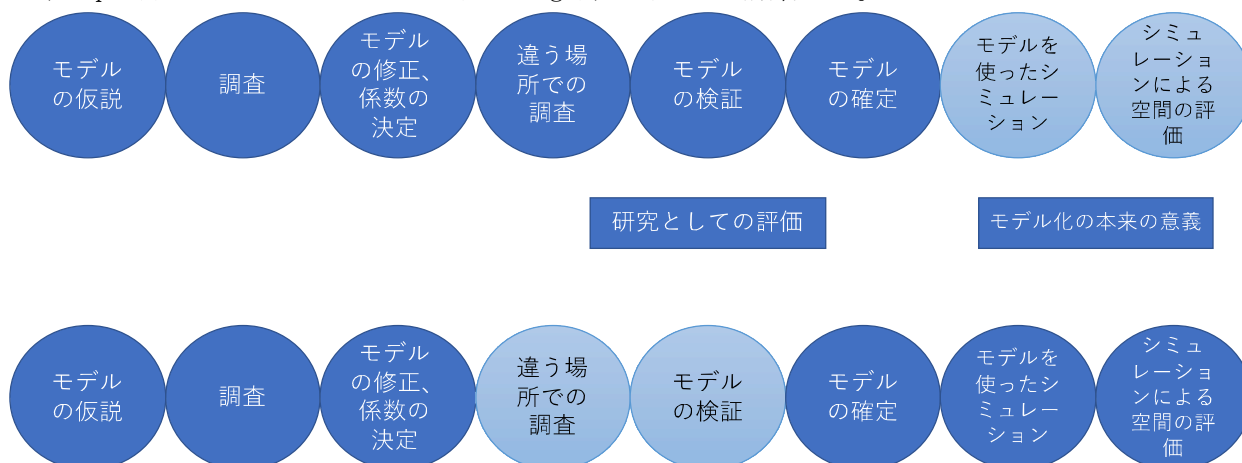 モデル
の仮説
調査
モデル
の修正、
係数の
決定
違う場
所での
調査
モデル
の検証
モデル
の確定
モデルを
使ったシ
ミュレー
ション
シミュ
レーショ
ンによる
空間の評
価
研究としての評価
モデル化の本来の意義
モデル
の仮説
調査
モデル
の修正、
係数の
決定
違う場
所での
調査
モデル
の検証
モデル
の確定
モデルを
使ったシ
ミュレー
ション
シミュ
レーショ
ンによる
空間の評
価